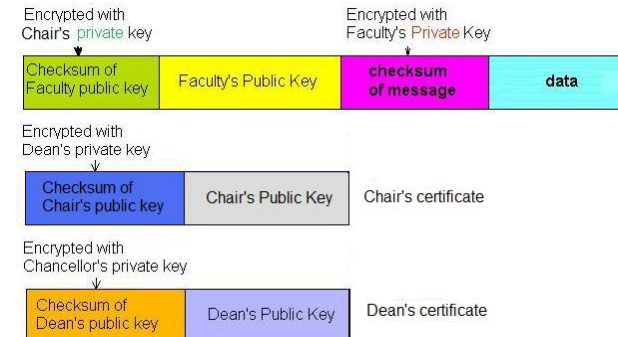 Encrypted with
Chair's private key
Encrypted with
Faculty's Private Key
Checksum of
Faculty public key
Faculty's Public Key
checksum
of message
data
Encrypted with
Dean's private key
Checksum of
Chair's public key
Chair's Public Key
Chair's certificate
Encrypted with
Chancellor's private key
Checksum of
Dean's public key
Dean's Public Key
Dean's certificate